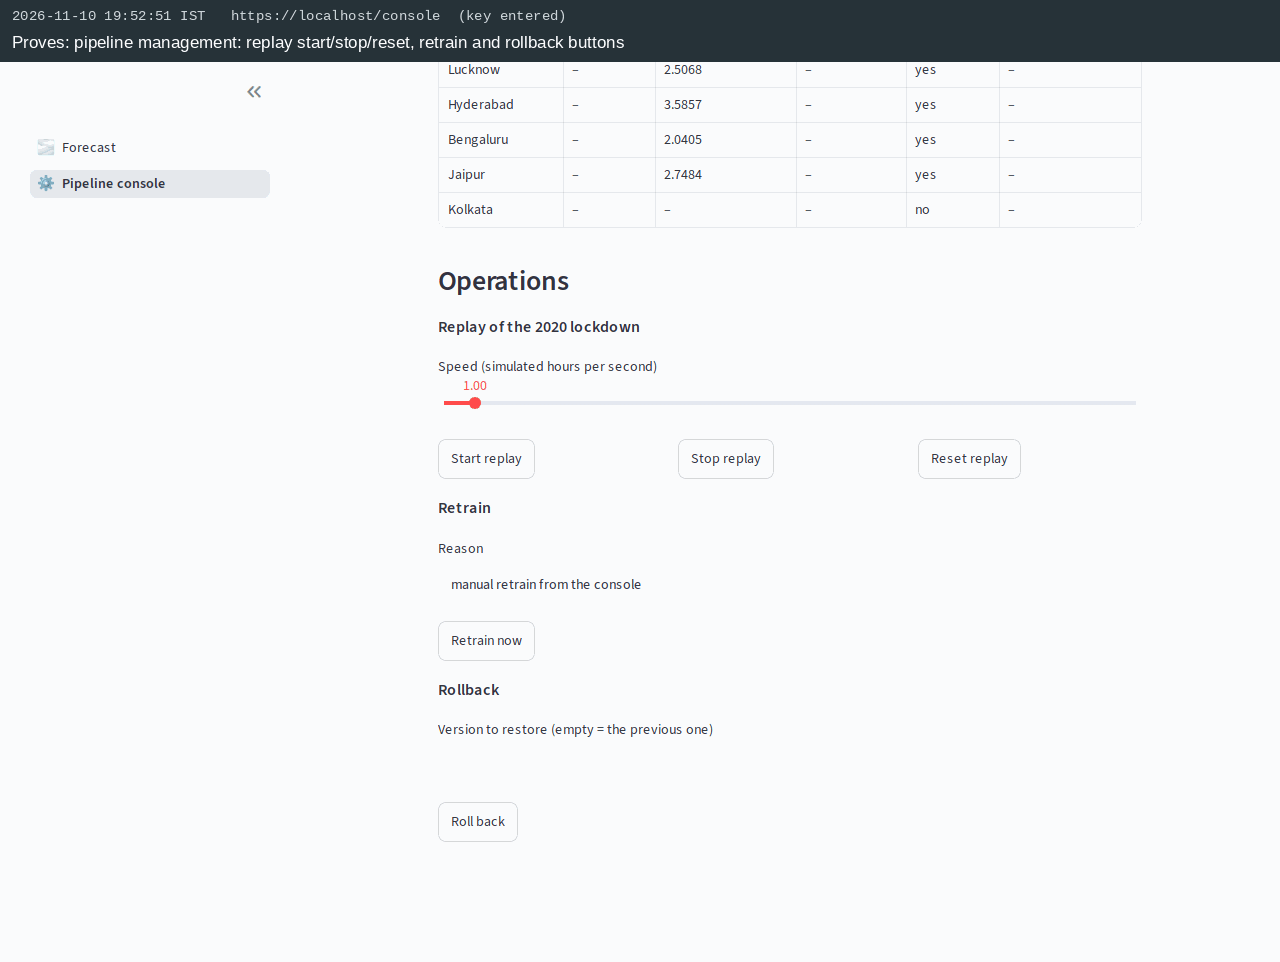 2026-11-10 19:52:51 IST https://localhost/console (key entered)
Proves: pipeline management: replay start/stop/reset, retrain and rollback buttons
Forecast
Pipeline console
Lucknow – 2.5068 – yes –
Hyderabad – 3.5857 – yes –
Bengaluru – 2.0405 – yes –
Jaipur – 2.7484 – yes –
Kolkata – – – no –
Operations
Replay of the 2020 lockdown
Speed (simulated hours per second)
1.00
Start replay Stop replay Reset replay
Retrain
Reason
manual retrain from the console
Retrain now
Rollback
Version to restore (empty = the previous one)
Roll back